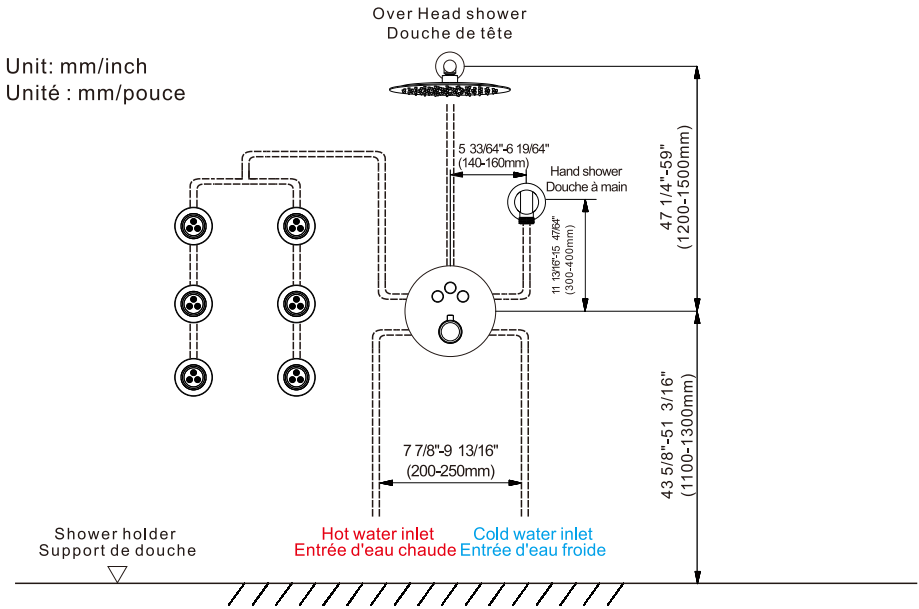 Over Head shower
Douche de tête
Unit: mm/inch
Unité : mm/pouce
5 33/64"-6 19/64"
(140-160mm)
Hand shower
Douche à main
11 13/16"-15 47/64"
(300-400mm)
47 1/4"-59"
(1200-1500mm)
7 7/8"-9 13/16"
(200-250mm)
43 5/8"-51 3/16"
(1100-1300mm)
Shower holder
Support de douche
Hot water inlet
Entrée d'eau chaude
Cold water inlet
Entrée d'eau froide